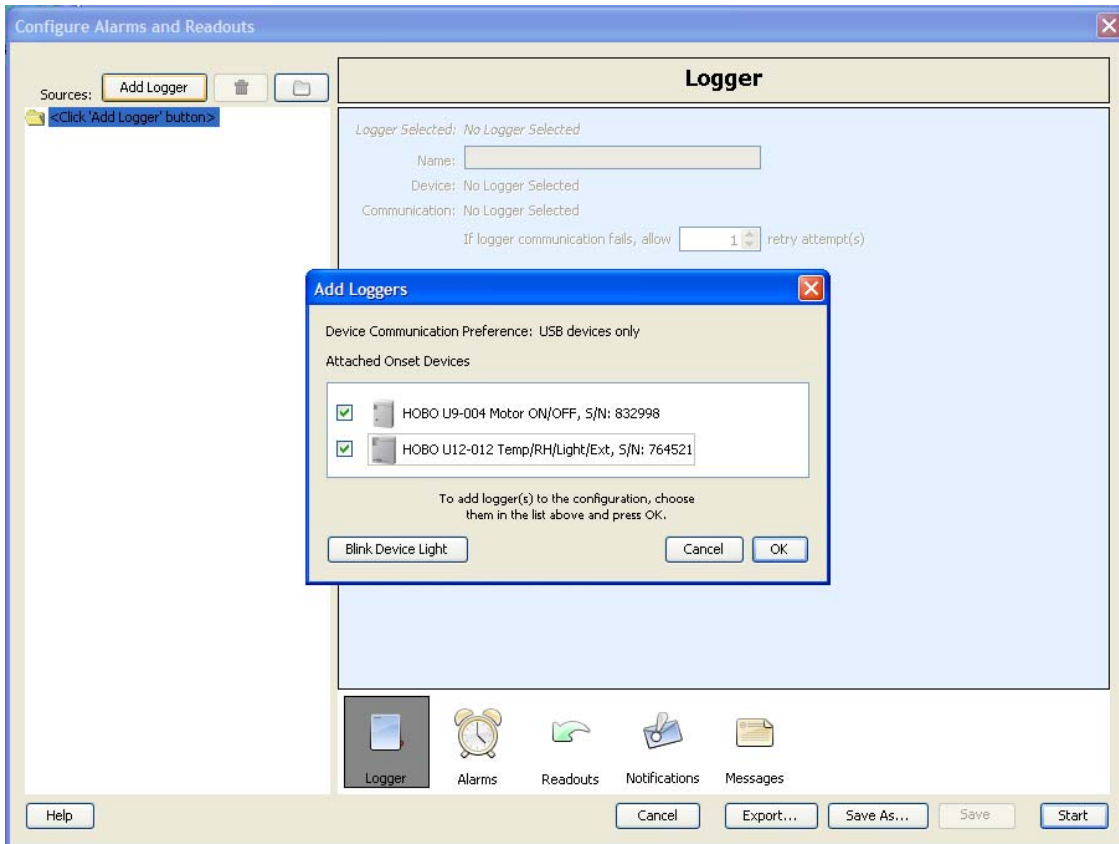 Configure Alarms and Readouts
Sources:
Add Logger
<Click 'Add Logger' button>
Logger
Logger Selected: No Logger Selected
Name:
Device: No Logger Selected
Communication: No Logger Selected
If logger communication fails, allow 1 retry attempt(s)
Add Loggers
Device Communication Preference: USB devices only
Attached Onset Devices
HOBO U9-004 Motor ON/OFF, S/N: 832998
HOBO U12-012 Temp/RH/Light/Ext, S/N: 764521
To add logger(s) to the configuration, choose
them in the list above and press OK.
Blink Device Light
Cancel
OK
Logger
Alarms
Readouts
Notifications
Messages
Help
Cancel
Export...
Save As...
Save
Start